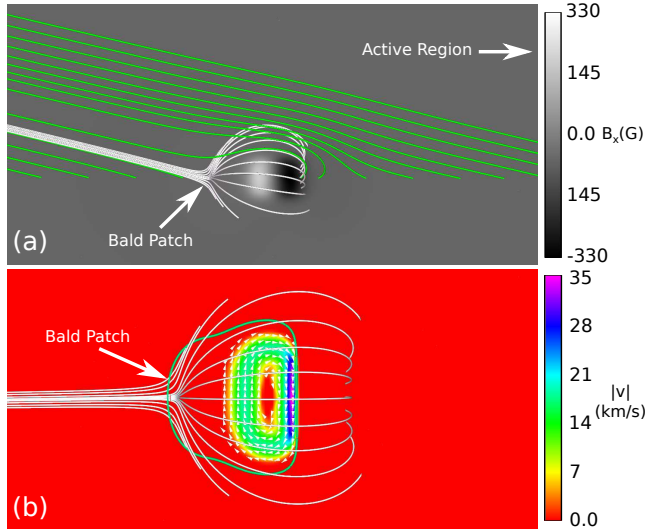 Active Region
Bald Patch
(a)
330
145
0.0 Bx(G)
145
-330
Bald Patch
(b)
35
28
21
|v|
14 (km/s)
7
0.0